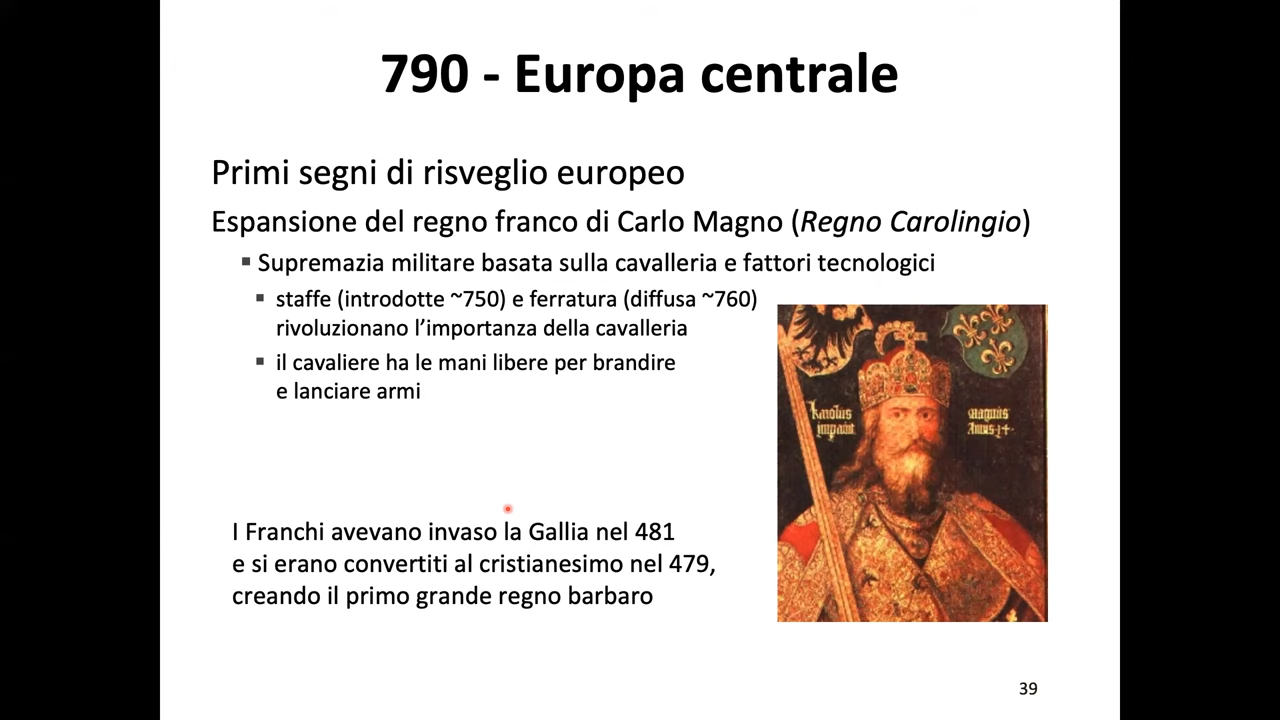 790 - Europa centrale
Primi segni di risveglio europeo
Espansione del regno franco di Carlo Magno (Regno Carolingio)
▪ Supremazia militare basata sulla cavalleria e fattori tecnologici
▪ staffe (introdotte ~750) e ferratura (diffusa ~760)
rivoluzionano l’importanza della cavalleria
▪ il cavaliere ha le mani libere per brandire
e lanciare armi
Karolus
magnus
I Franchi avevano invaso la Gallia nel 481
e si erano convertiti al cristianesimo nel 479,
creando il primo grande regno barbaro
39